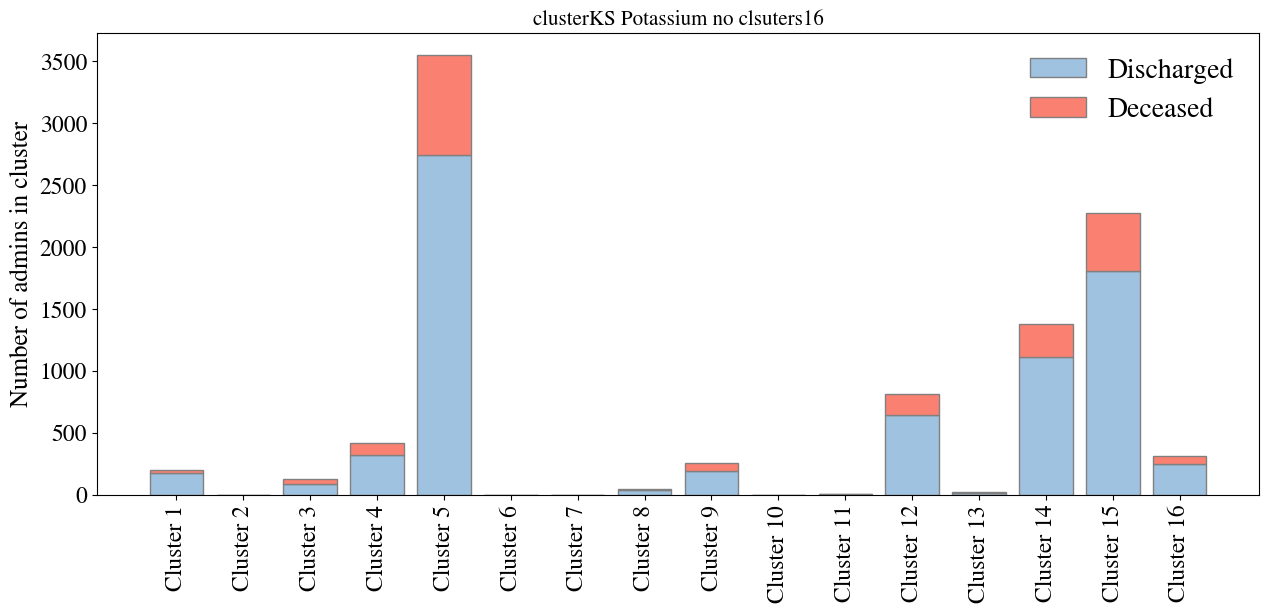 clusterKS Potassium no clsuters16
Number of admins in cluster
3500
3000
2500
2000
1500
1000
500
0
Discharged
Deceased
Cluster 1
Cluster 2
Cluster 3
Cluster 4
Cluster 5
Cluster 6
Cluster 7
Cluster 8
Cluster 9
Cluster 10
Cluster 11
Cluster 12
Cluster 13
Cluster 14
Cluster 15
Cluster 16